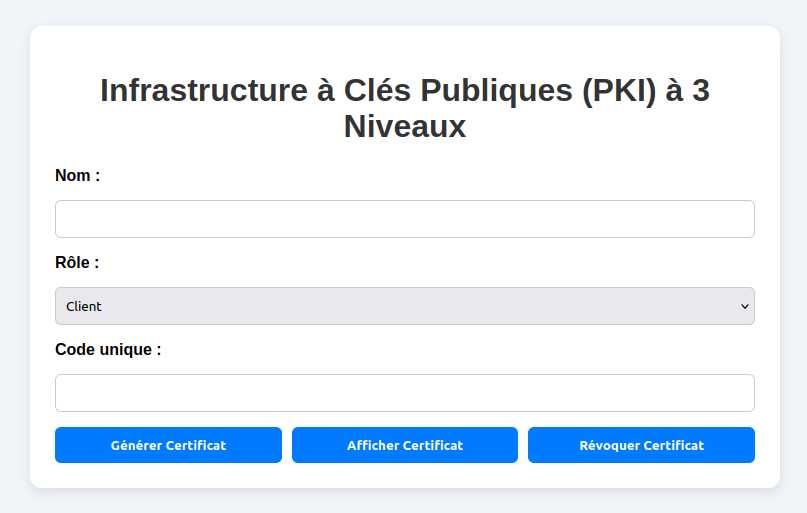 Infrastructure à Clés Publiques (PKI) à 3
Niveaux
Nom :
Rôle :
Client
Code unique :
Générer Certificat Afficher Certificat Révoquer Certificat